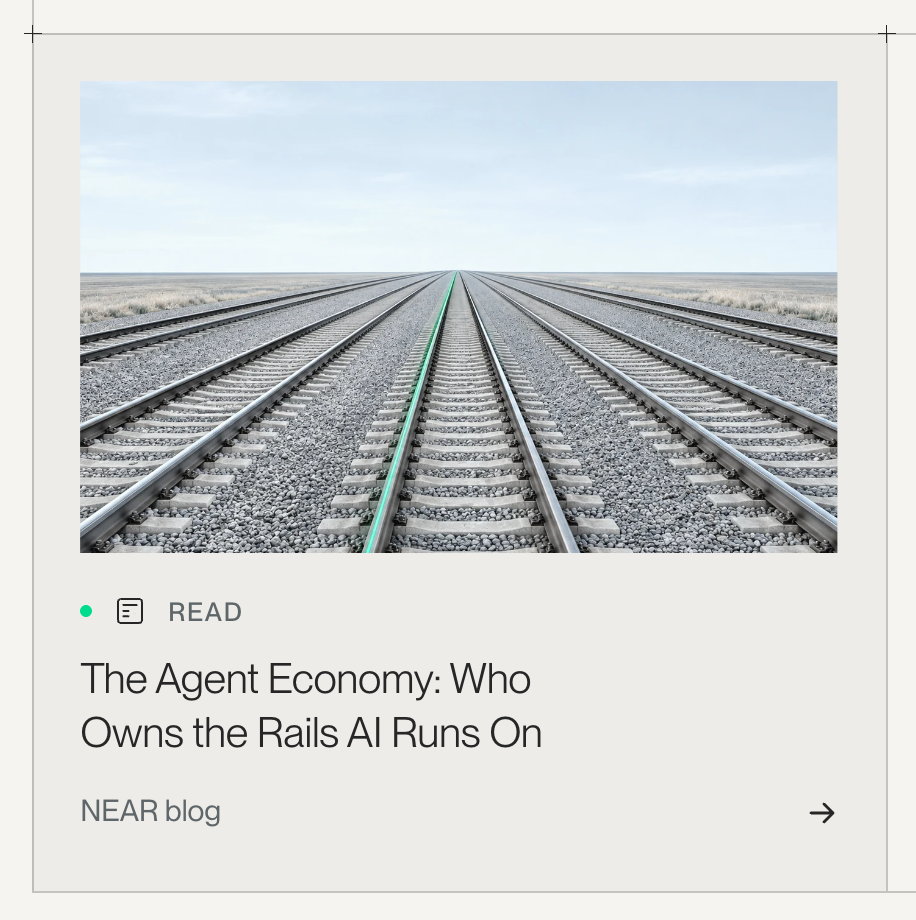 READ
The Agent Economy: Who
Owns the Rails AI Runs On
NEAR blog